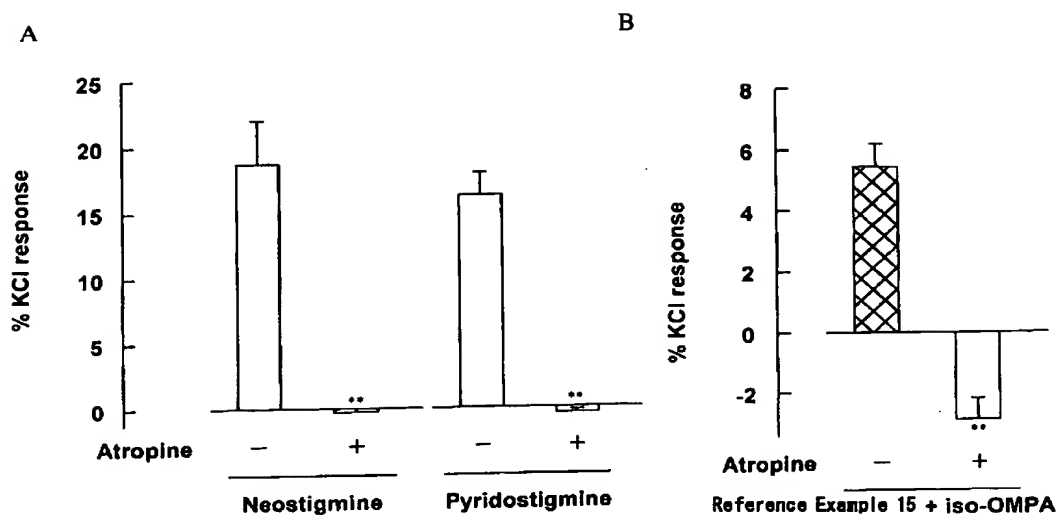 A
B
% KCl response
25
20
15
10
5
0
**
**
Atropine
− + − +
Neostigmine Pyridostigmine
% KCl response
8
6
4
2
0
-2
**
Atropine
− +
Reference Example 15 + iso-OMPA